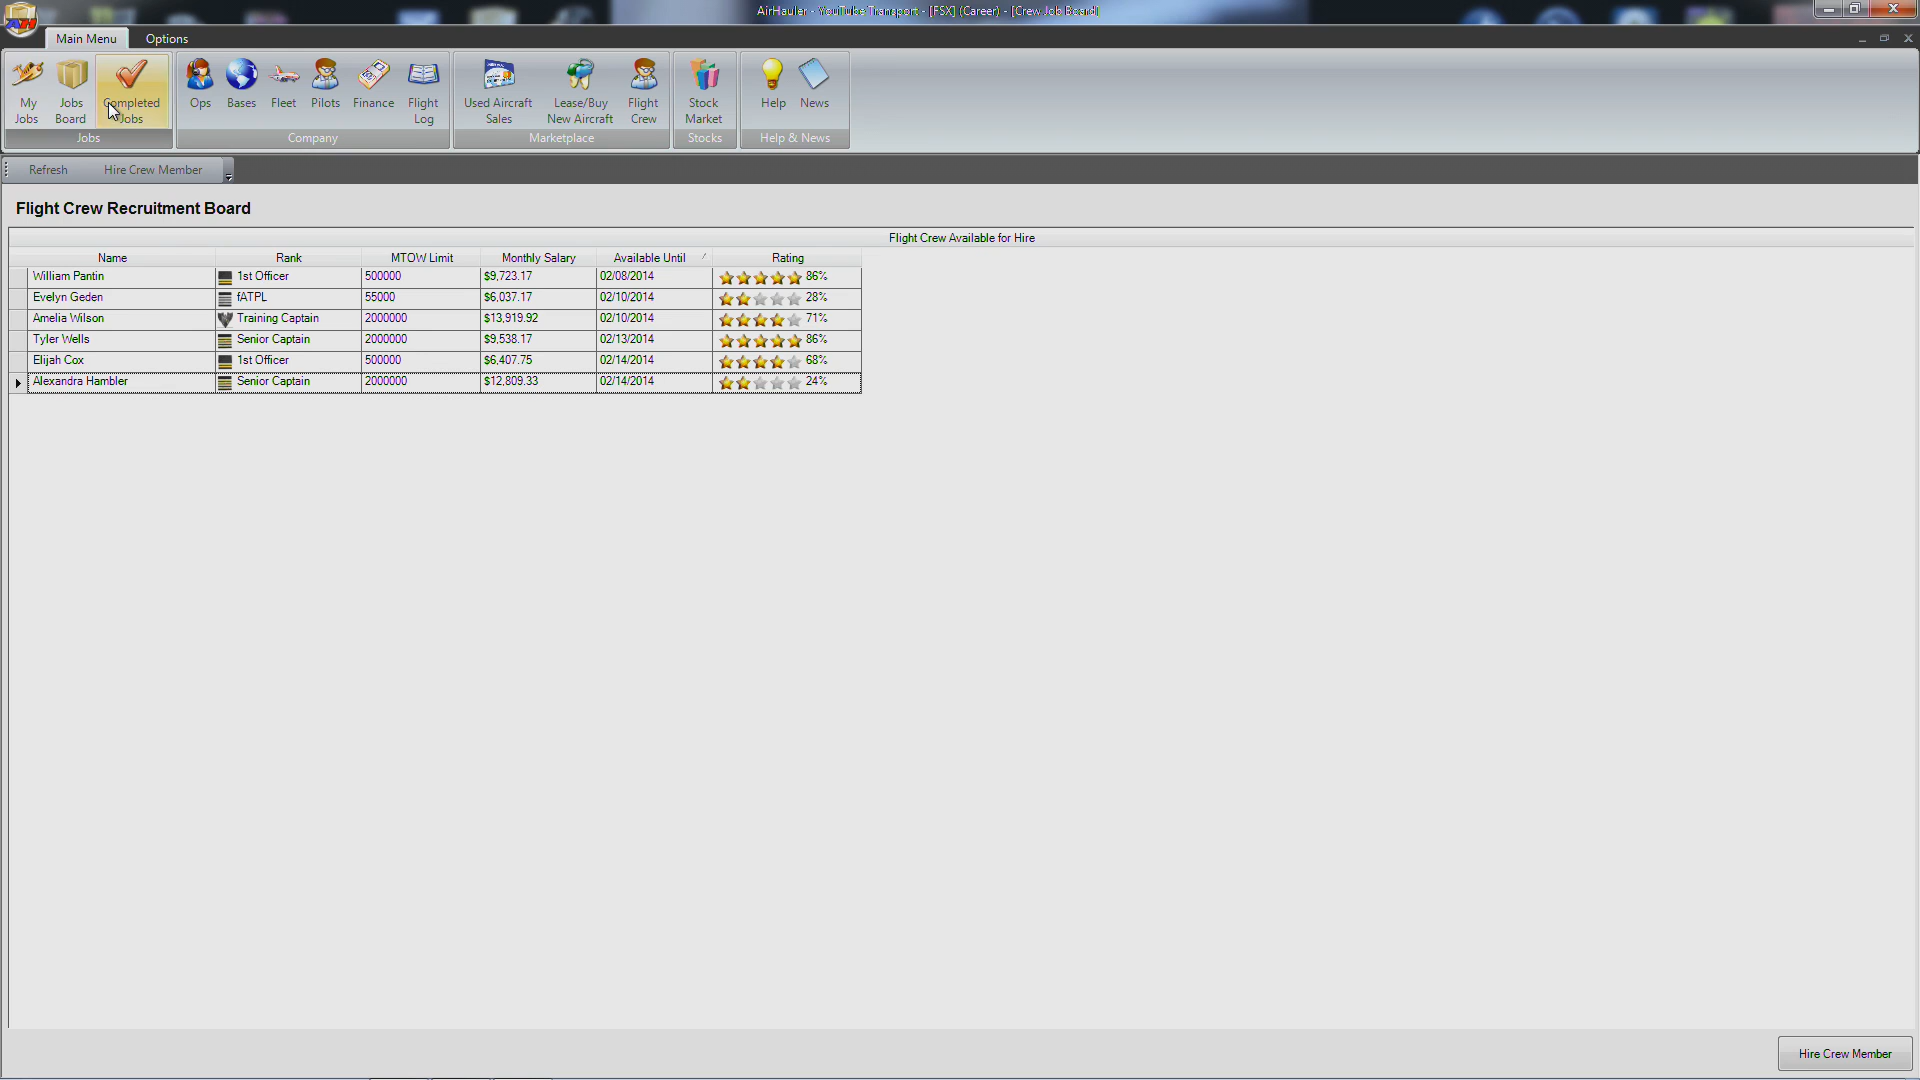 AirHauler - YouTube Transport - [FSX] (Career) - [Crew Job Board]
Main Menu Options
My Jobs
Jobs Board
Completed Jobs
Ops
Bases
Fleet
Pilots
Finance
Flight Log
Used Aircraft Sales
Lease/Buy New Aircraft
Flight Crew
Stock Market
Help
News
Jobs
Company
Marketplace
Stocks
Help & News
Refresh Hire Crew Member
Flight Crew Recruitment Board
Flight Crew Available for Hire
Name Rank MTOW Limit Monthly Salary Available Until Rating
William Pantin 1st Officer 500000 $9,723.17 02/08/2014 86%
Evelyn Geden fATPL 55000 $6,037.17 02/10/2014 28%
Amelia Wilson Training Captain 2000000 $13,919.92 02/10/2014 71%
Tyler Wells Senior Captain 2000000 $9,538.17 02/13/2014 86%
Elijah Cox 1st Officer 500000 $6,407.75 02/14/2014 68%
Alexandra Hambler Senior Captain 2000000 $12,809.33 02/14/2014 24%
Hire Crew Member